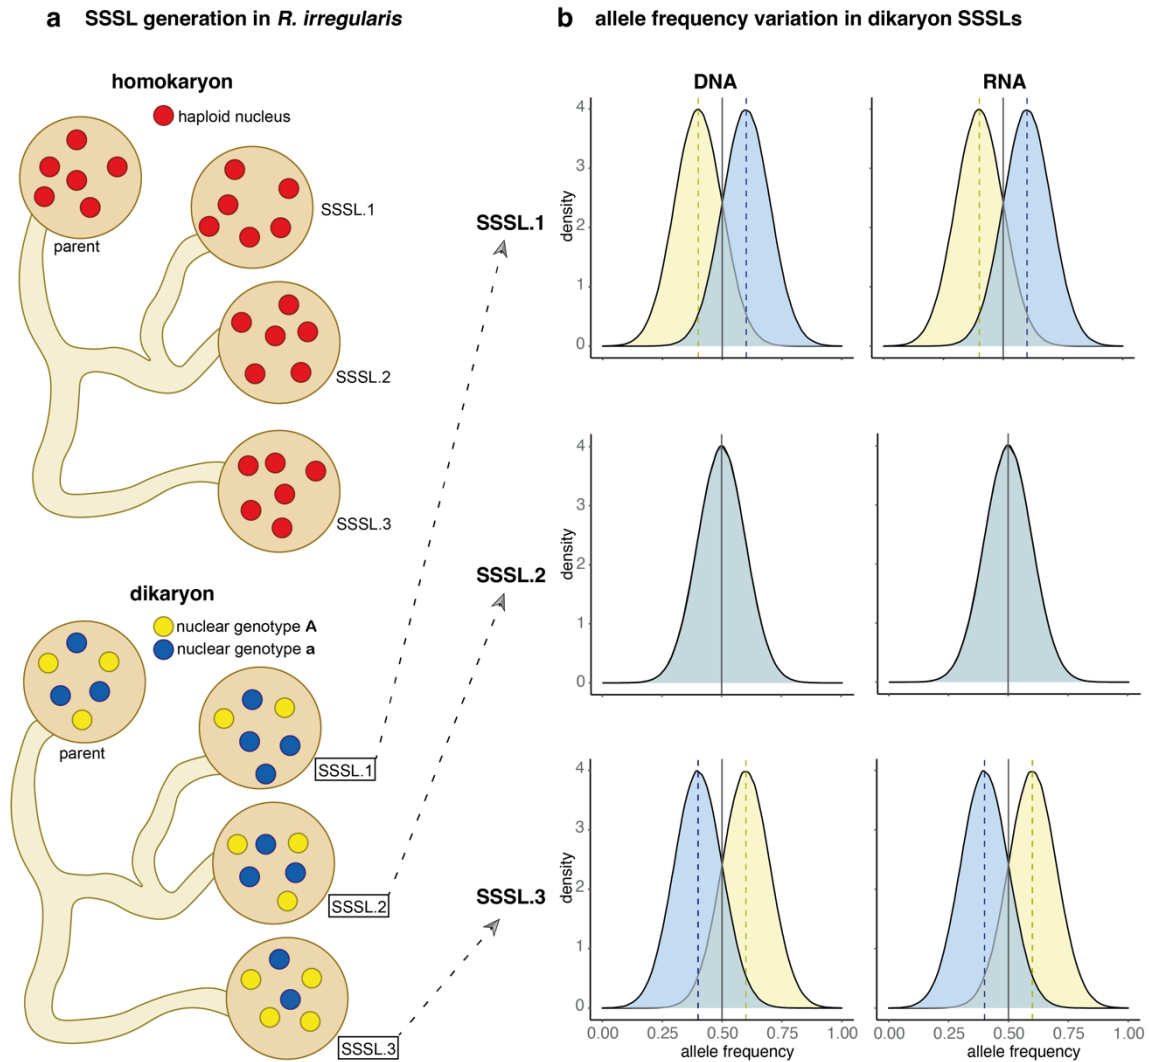 a SSSL generation in R. irregularis
homokaryon
haploid nucleus
parent
SSSL.1
SSSL.2
SSSL.3
dikaryon
nuclear genotype A
nuclear genotype a
parent
SSSL.1
SSSL.2
SSSL.3
b allele frequency variation in dikaryon SSSLs
DNA
RNA
SSSL.1
density
4
3
2
1
0
density
SSSL.2
density
4
3
2
1
0
SSSL.3
density
4
3
2
1
0
0.00 0.25 0.50 0.75 1.00
allele frequency
0.00 0.25 0.50 0.75 1.00
allele frequency